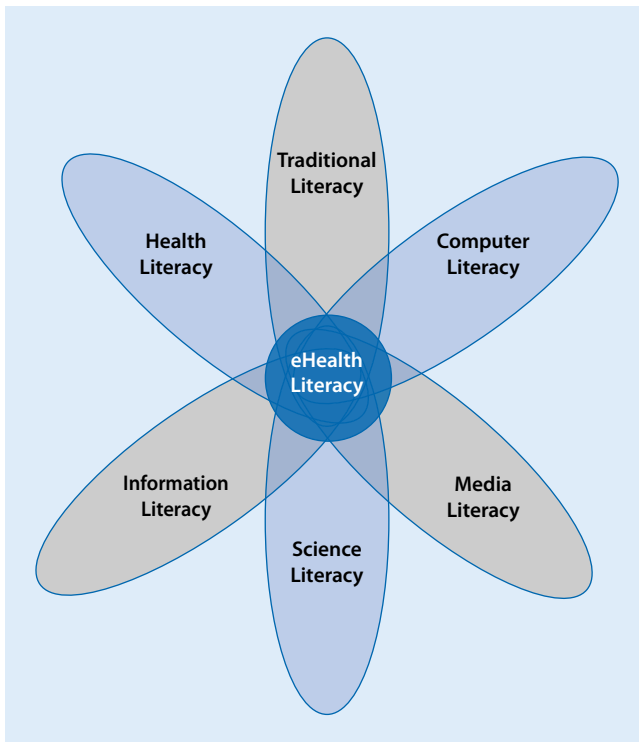 Traditional
Literacy
Health
Literacy
Computer
Literacy
eHealth
Literacy
Information
Literacy
Media
Literacy
Science
Literacy